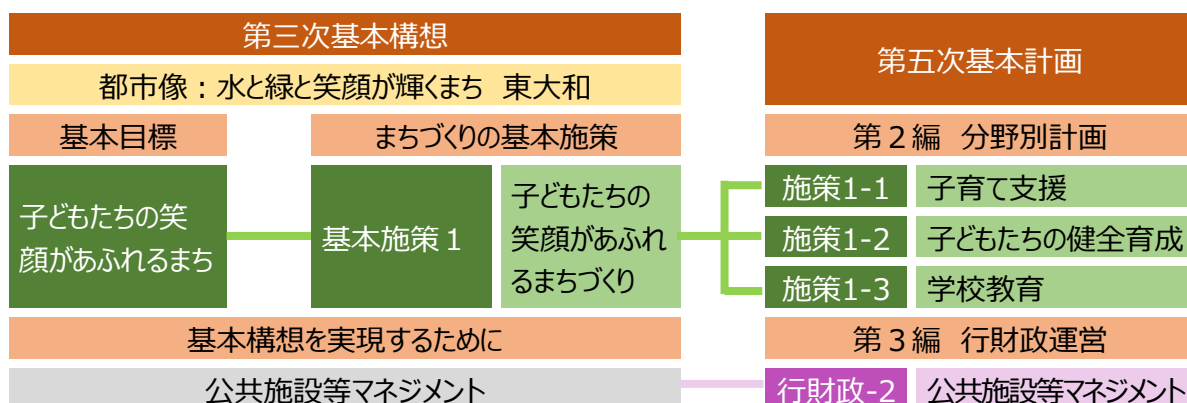 第三次基本構想
都市像：水と緑と笑顔が輝くまち 東大和
基本目標
まちづくりの基本施策
子どもたちの笑
顔があふれるまち
基本施策１
子どもたちの
笑顔があふれ
るまちづくり
基本構想を実現するために
公共施設等マネジメント
第五次基本計画
第２編 分野別計画
施策1-1 子育て支援
施策1-2 子どもたちの健全育成
施策1-3 学校教育
第３編 行財政運営
行財政-2 公共施設等マネジメント